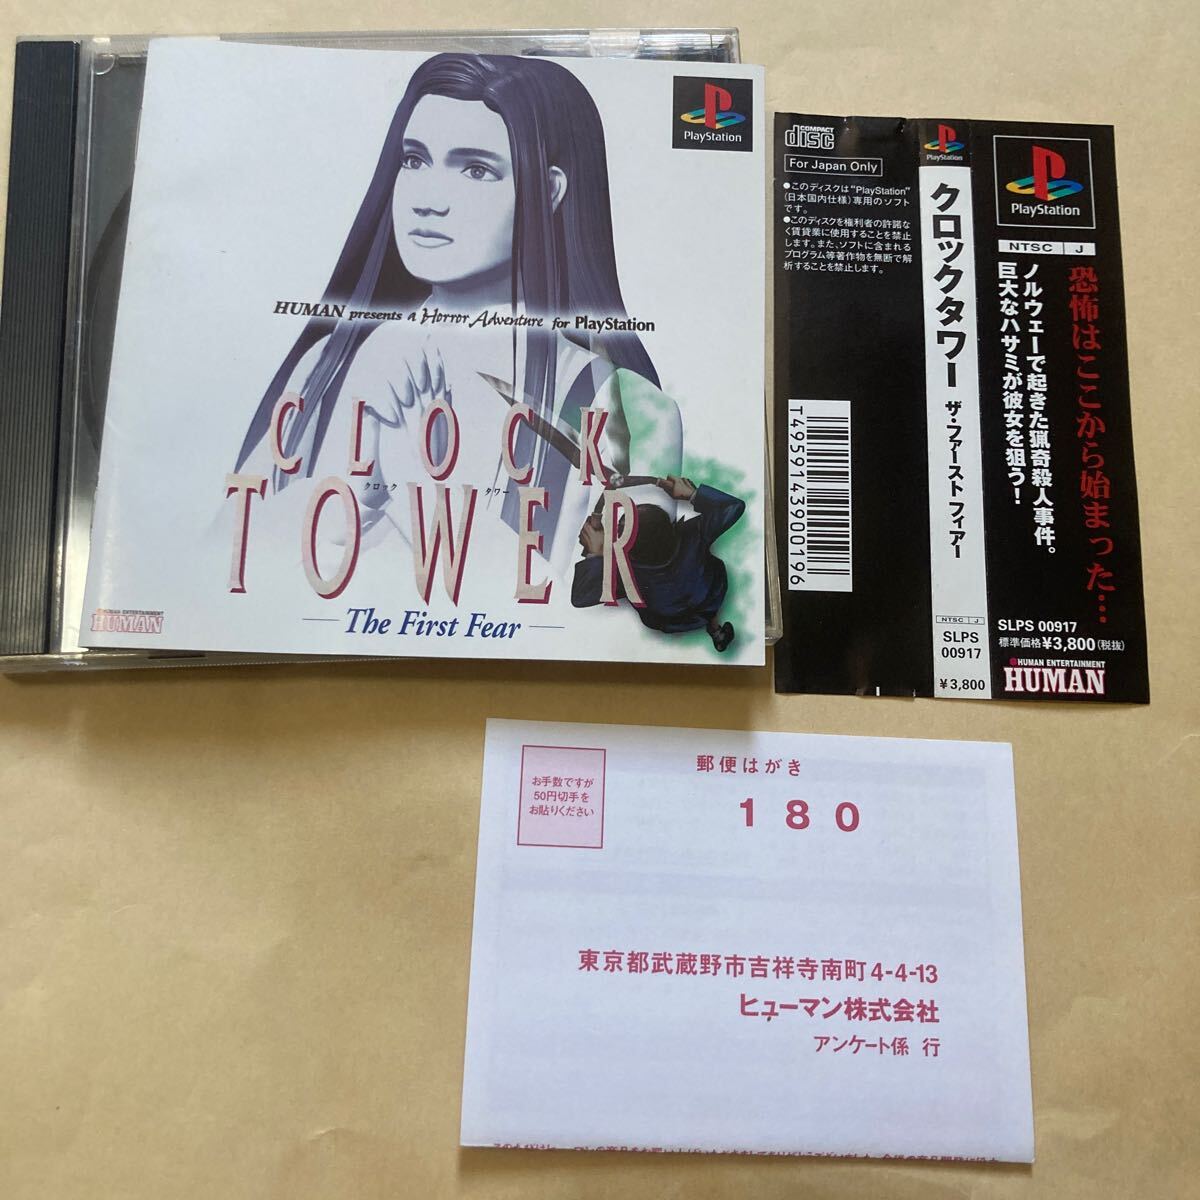 PlayStation
HUMAN presents a Horror Adventure for PlayStation
CLOCK
クロック タワー
TOWER
The First Fear
HUMAN ENTERTAINMENT
HUMAN
COMPACT
disc
For Japan Only
●このディスクは"PlayStation"
(日本国内仕様)専用のソフト
です。
●このディスクを権利者の許諾な
く賃貸業に使用することを禁止
します。また、ソフトに含まれる
プログラム等著作物を無断で解
析することを禁止します。
T4959143900196
PlayStation
クロックタワー ザ・ファースト フィアー
NTSC J
SLPS
00917
¥3,800
PlayStation
NTSC J
恐怖はここから始まった…
ノルウェーで起きた猟奇殺人事件。
巨大なハサミが彼女を狙う!
SLPS 00917
標準価格¥3,800(税抜)
HUMAN ENTERTAINMENT
HUMAN
お手数ですが
50円切手を
お貼りください
郵便はがき
180
東京都武蔵野市吉祥寺南町4-4-13
ヒューマン株式会社
アンケート係 行